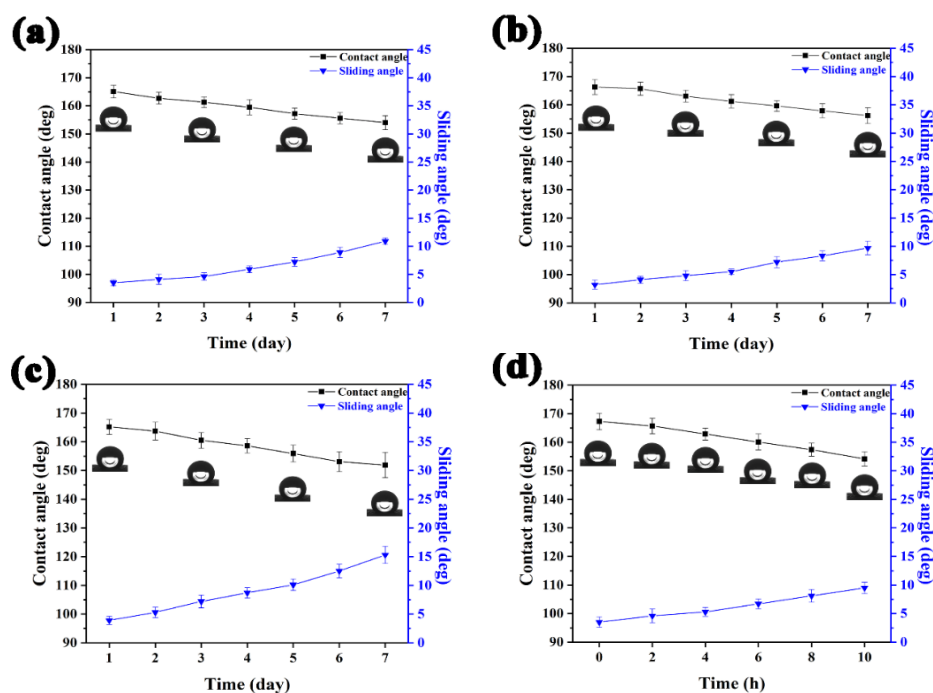 (a)
Contact angle
Sliding angle
180
170
160
150
140
130
120
110
100
90
45
40
35
30
25
20
15
10
5
0
Contact angle (deg)
Sliding angle (deg)
1 2 3 4 5 6 7
Time (day)
(b)
Contact angle
Sliding angle
180
170
160
150
140
130
120
110
100
90
45
40
35
30
25
20
15
10
5
0
Contact angle (deg)
Sliding angle (deg)
1 2 3 4 5 6 7
Time (day)
(c)
Contact angle
Sliding angle
180
170
160
150
140
130
120
110
100
90
45
40
35
30
25
20
15
10
5
0
Contact angle (deg)
Sliding angle (deg)
1 2 3 4 5 6 7
Time (day)
(d)
Contact angle
Sliding angle
180
170
160
150
140
130
120
110
100
90
45
40
35
30
25
20
15
10
5
0
Contact angle (deg)
Sliding angle (deg)
0 2 4 6 8 10
Time (h)